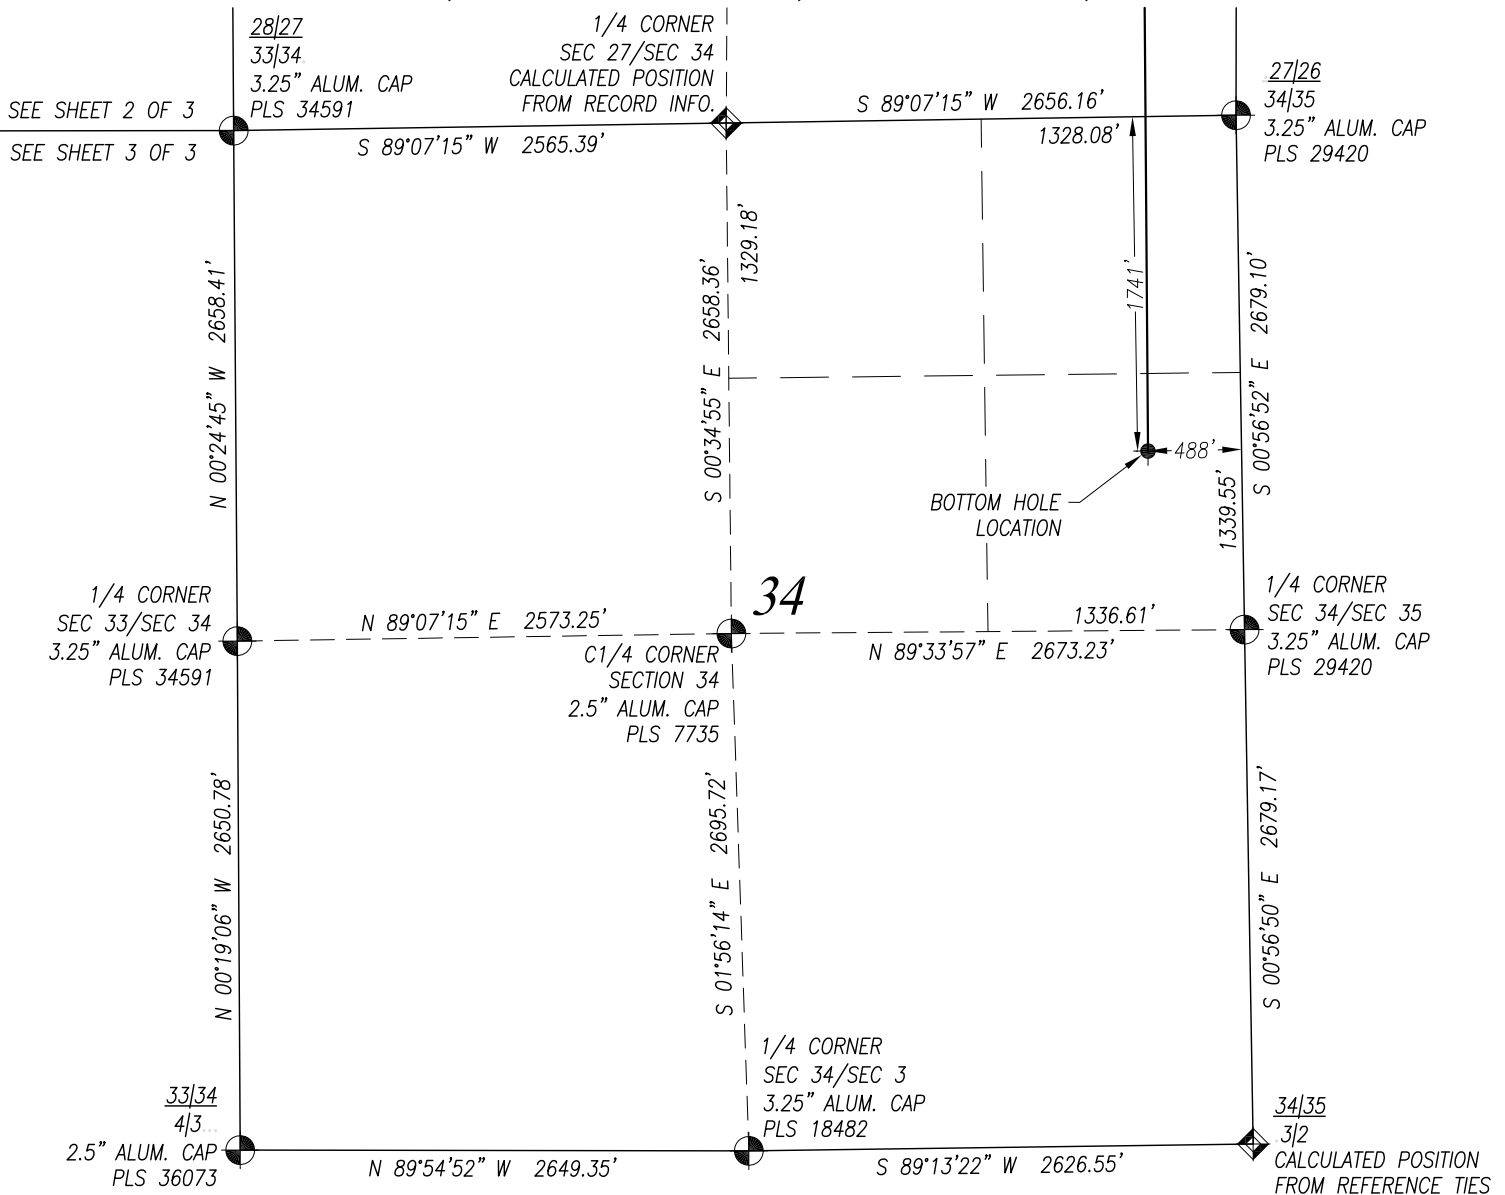 28|27
33|34
3.25" ALUM. CAP
PLS 34591
1/4 CORNER
SEC 27/SEC 34
CALCULATED POSITION
FROM RECORD INFO.
27|26
34|35
3.25" ALUM. CAP
PLS 29420
SEE SHEET 2 OF 3
SEE SHEET 3 OF 3
S 89°07'15" W 2565.39'
S 89°07'15" W 2656.16'
1328.08'
1329.18'
N 00°24'45" W 2658.41'
S 00°34'55" E 2658.36'
1741'
S 00°56'52" E 2679.10'
488'
1339.55'
BOTTOM HOLE
LOCATION
34
1/4 CORNER
SEC 33/SEC 34
3.25" ALUM. CAP
PLS 34591
N 89°07'15" E 2573.25'
C1/4 CORNER
SECTION 34
2.5" ALUM. CAP
PLS 7735
1336.61'
N 89°33'57" E 2673.23'
1/4 CORNER
SEC 34/SEC 35
3.25" ALUM. CAP
PLS 29420
N 00°19'06" W 2650.78'
S 01°56'14" E 2695.72'
S 00°56'50" E 2679.17'
1/4 CORNER
SEC 34/SEC 3
3.25" ALUM. CAP
PLS 18482
33|34
4|3
2.5" ALUM. CAP
PLS 36073
N 89°54'52" W 2649.35'
S 89°13'22" W 2626.55'
34|35
3|2
CALCULATED POSITION
FROM REFERENCE TIES